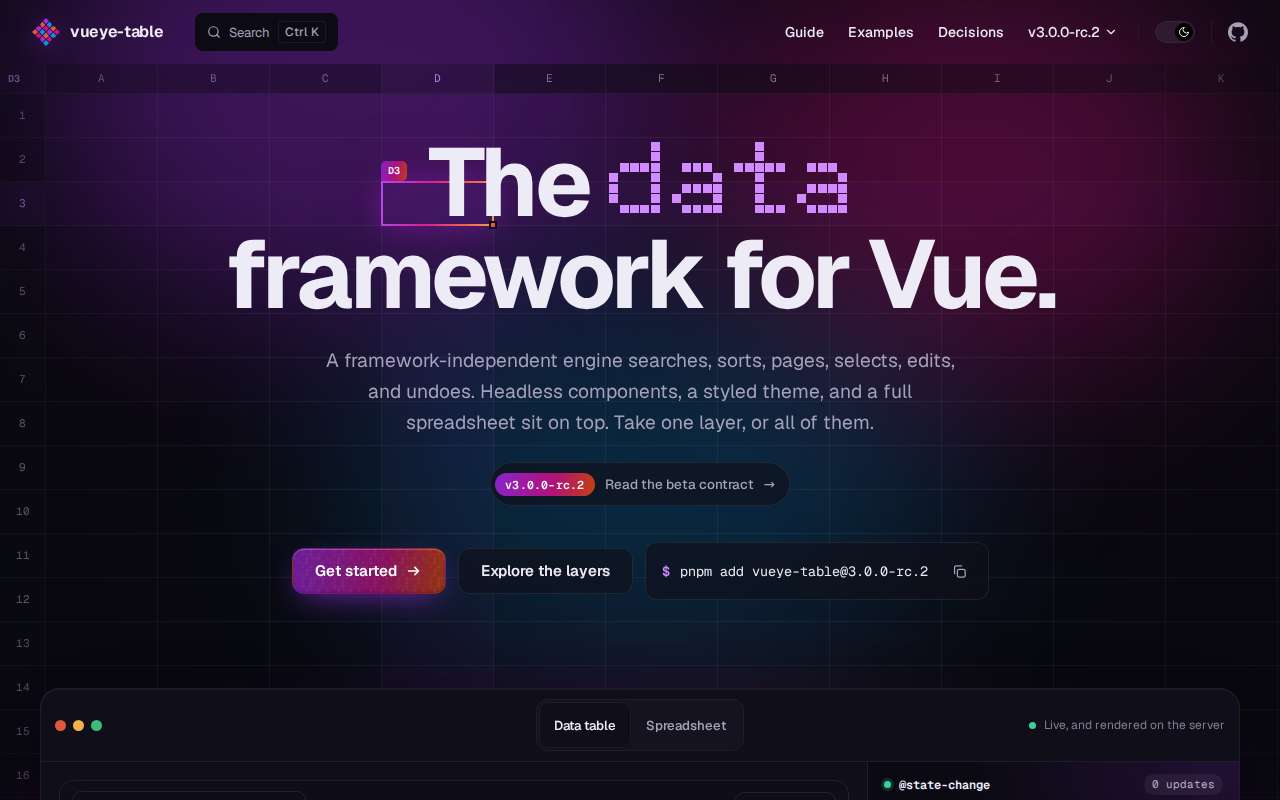 vueye-table
Search Ctrl K
Guide Examples Decisions v3.0.0-rc.2
D3 A B C D E F G H I J K
1
2
3
4
5
6
7
8
9
10
11
12
13
14
15
16
D3
The data
framework for Vue.
A framework-independent engine searches, sorts, pages, selects, edits,
and undoes. Headless components, a styled theme, and a full
spreadsheet sit on top. Take one layer, or all of them.
v3.0.0-rc.2 Read the beta contract →
Get started →
Explore the layers
$ pnpm add vueye-table@3.0.0-rc.2
Data table Spreadsheet
Live, and rendered on the server
@state-change 0 updates